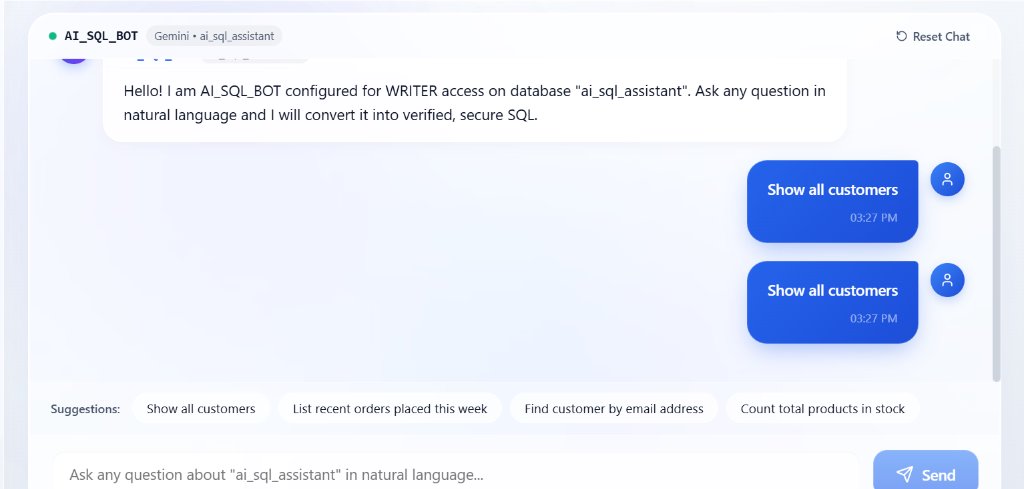 AI_SQL_BOT
Gemini • ai_sql_assistant
Reset Chat
Hello! I am AI_SQL_BOT configured for WRITER access on database "ai_sql_assistant". Ask any question in
natural language and I will convert it into verified, secure SQL.
Show all customers
03:27 PM
Show all customers
03:27 PM
Suggestions:
Show all customers
List recent orders placed this week
Find customer by email address
Count total products in stock
Ask any question about "ai_sql_assistant" in natural language...
Send